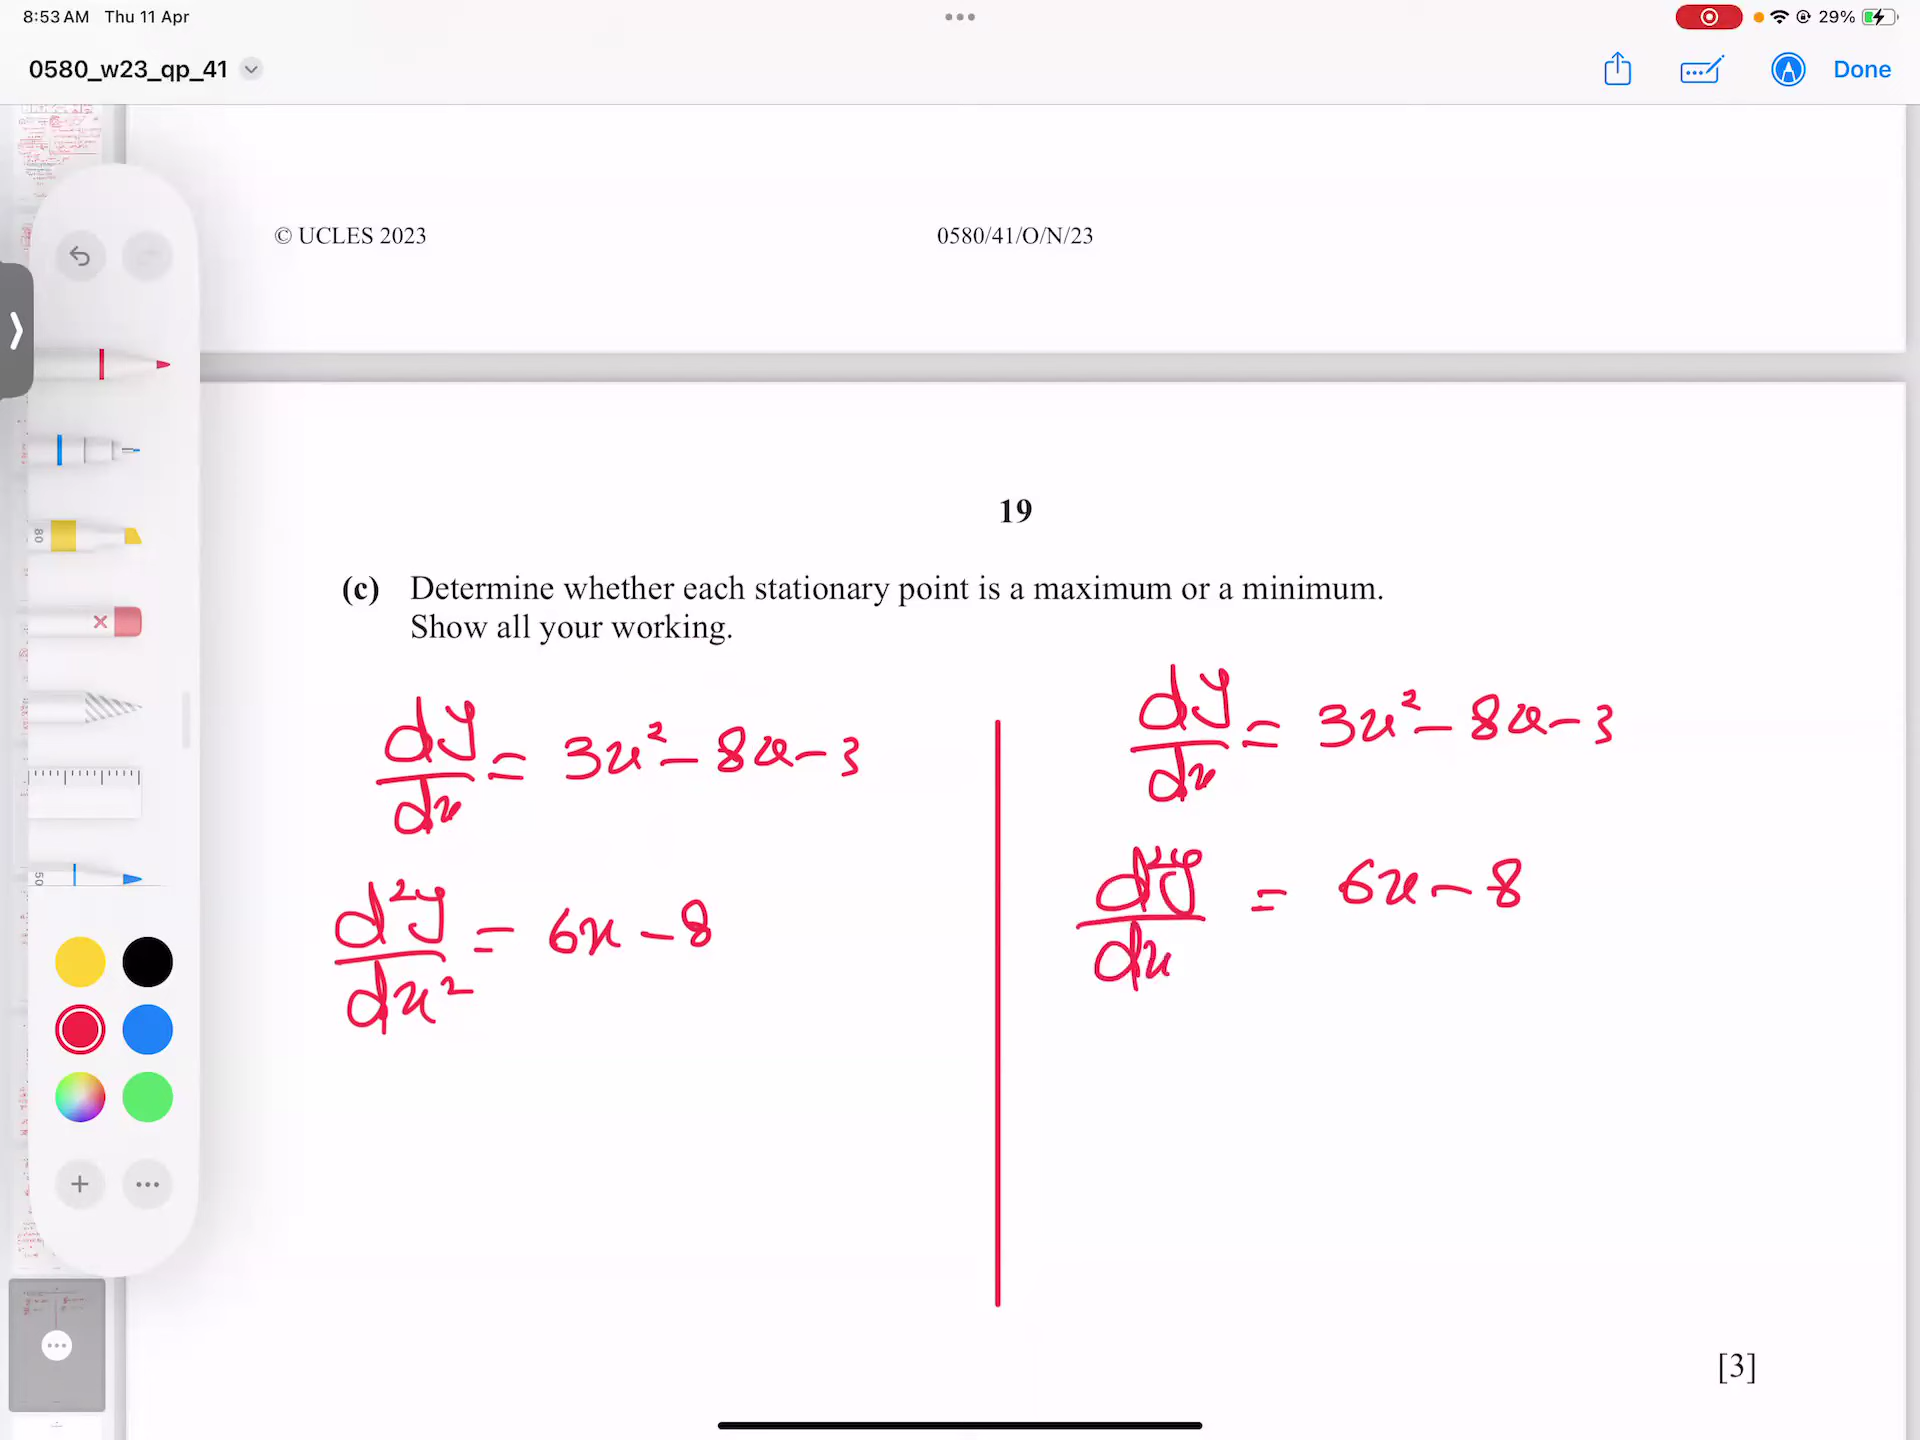 8:53 AM Thu 11 Apr
29%
0580_w23_qp_41
Done
© UCLES 2023
0580/41/O/N/23
80
50
19
(c) Determine whether each stationary point is a maximum or a minimum.
Show all your working.
dy/dx = 3x² - 8x - 3
d²y/dx² = 6x - 8
dy/dx = 3x² - 8x - 3
d²y/dx = 6x - 8
[3]